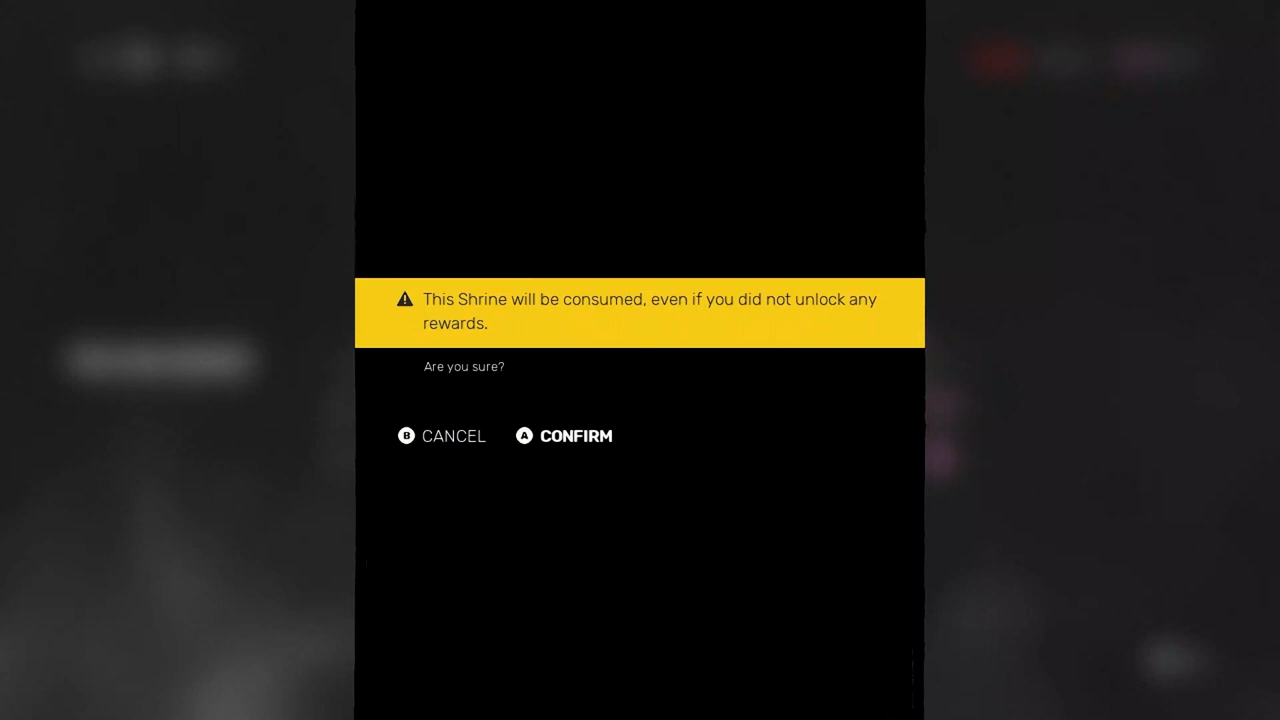 This Shrine will be consumed, even if you did not unlock any
rewards.
Are you sure?
B CANCEL A CONFIRM